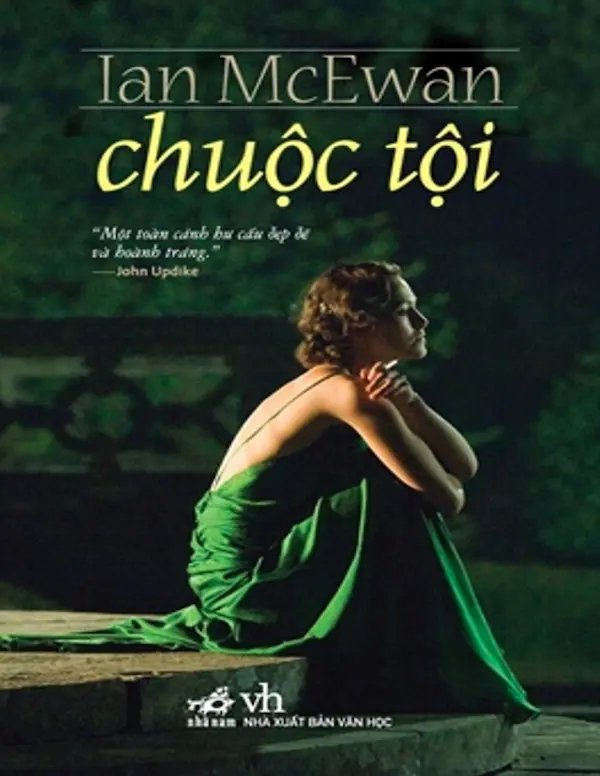 Ian McEwan
chuộc tội
“Một toàn cảnh hư cấu đẹp đẽ
và hoành tráng.”
—John Updike
nhã nam
vh
NHÀ XUẤT BẢN VĂN HỌC